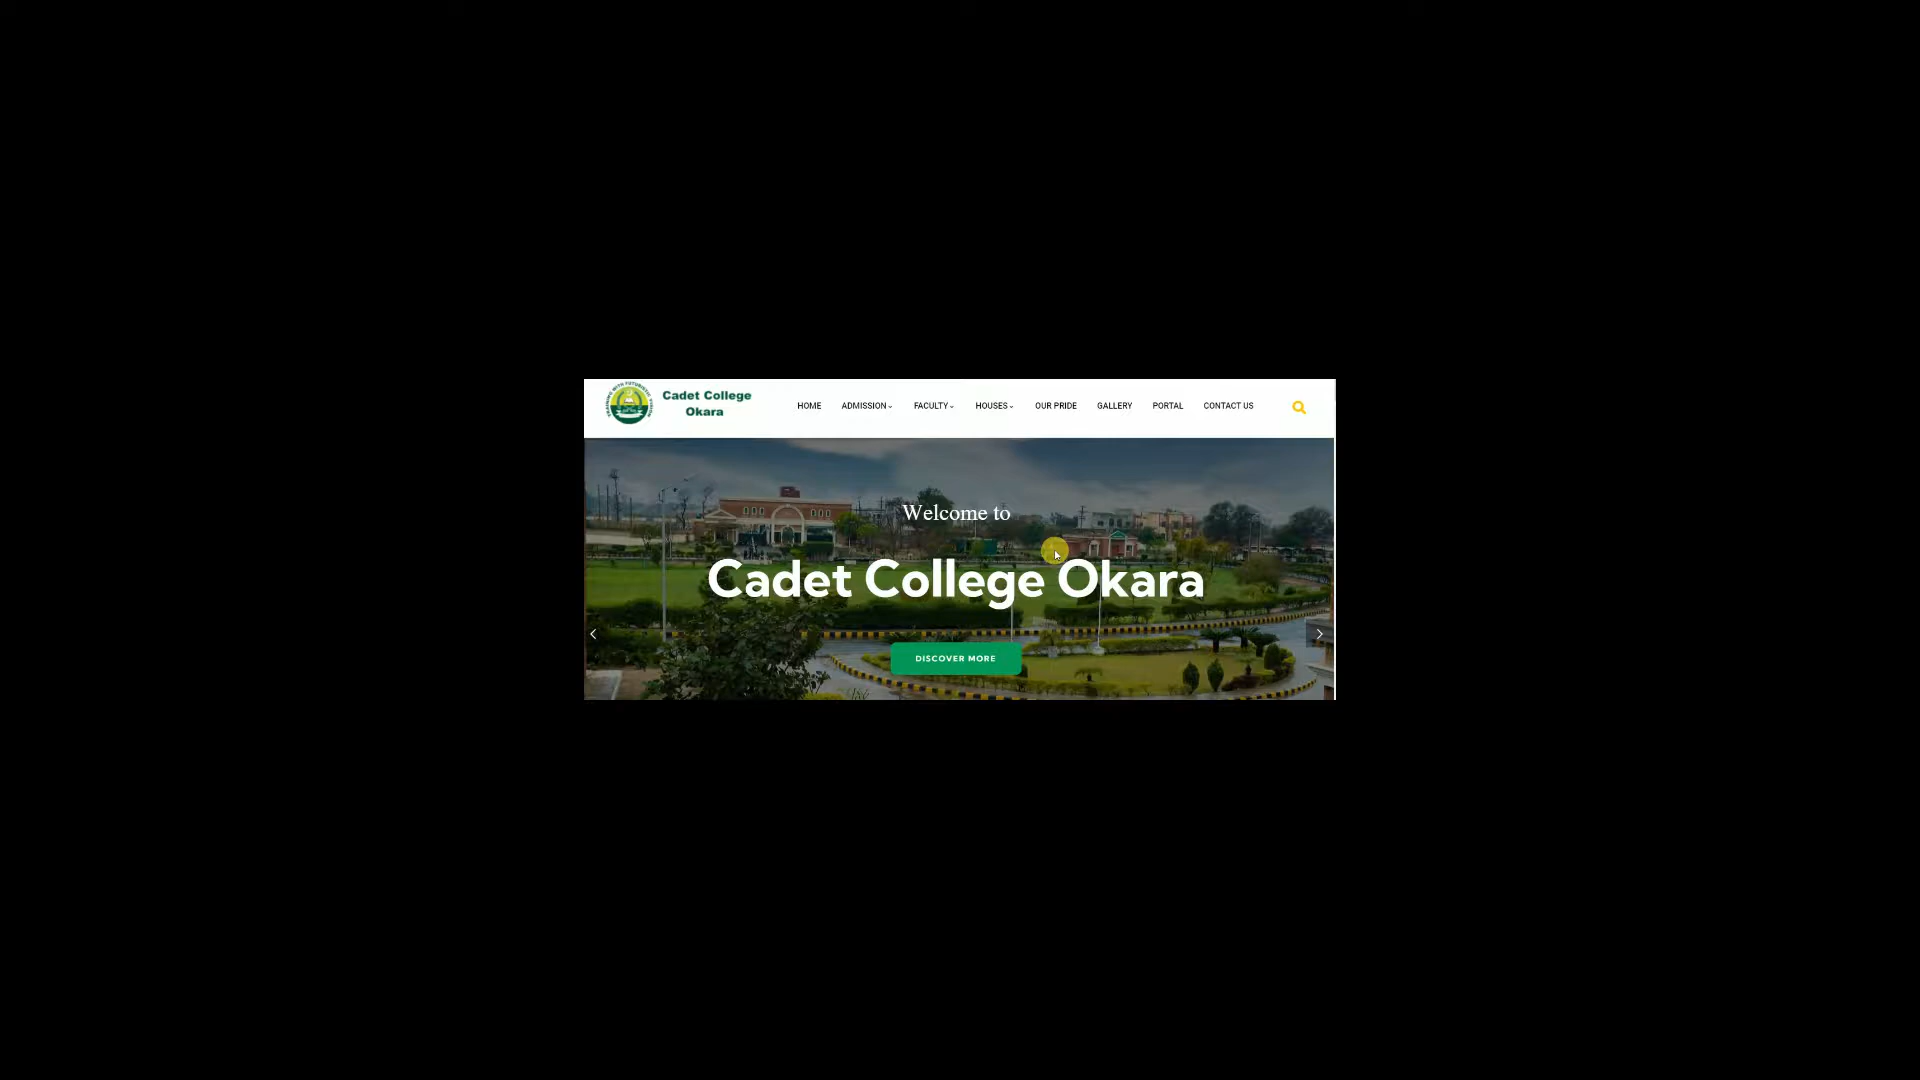 Cadet College
Okara
HOME ADMISSION FACULTY HOUSES OUR PRIDE GALLERY PORTAL CONTACT US
Welcome to
Cadet College Okara
DISCOVER MORE